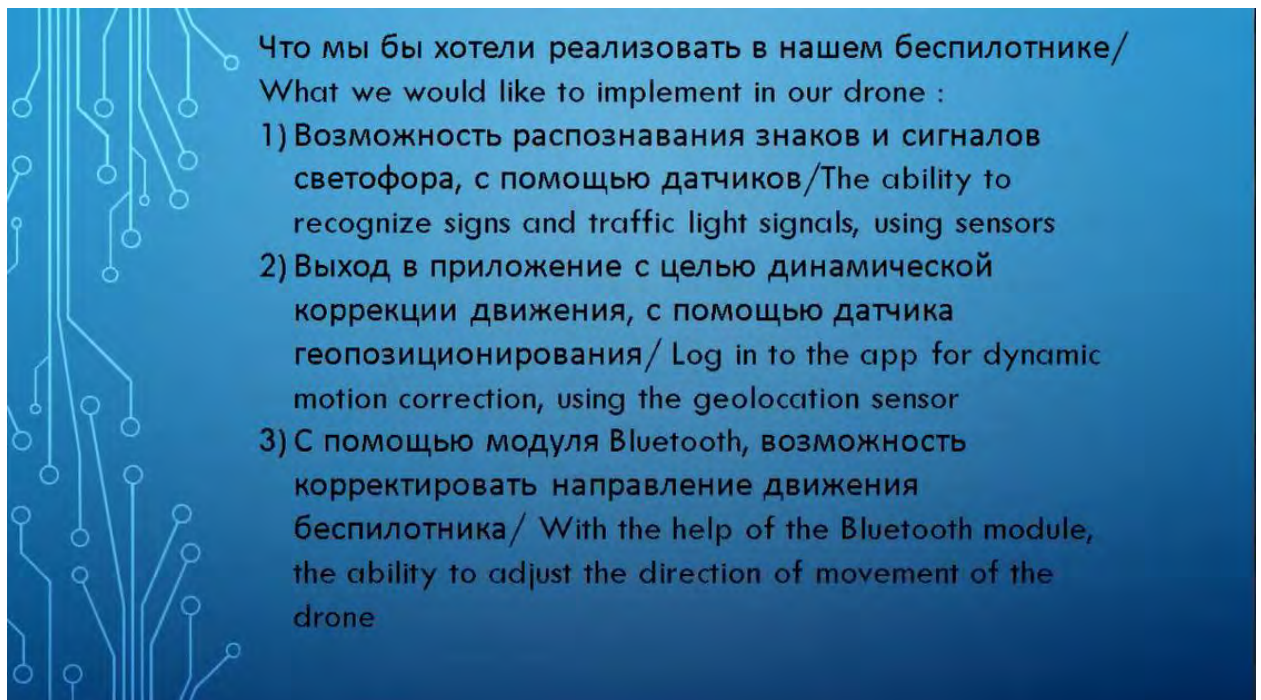 Что мы бы хотели реализовать в нашем беспилотнике/
What we would like to implement in our drone :
1) Возможность распознавания знаков и сигналов
светофора, с помощью датчиков/The ability to
recognize signs and traffic light signals, using sensors
2) Выход в приложение с целью динамической
коррекции движения, с помощью датчика
геопозиционирования/ Log in to the app for dynamic
motion correction, using the geolocation sensor
3) С помощью модуля Bluetooth, возможность
корректировать направление движения
беспилотника/ With the help of the Bluetooth module,
the ability to adjust the direction of movement of the
drone